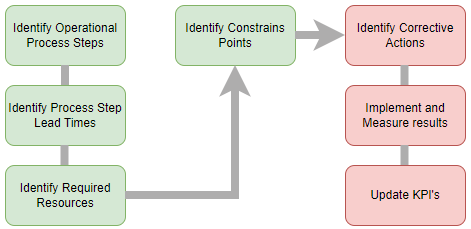 Identify Operational
Process Steps
Identify Process Step
Lead Times
Identify Required
Resources
Identify Constrains
Points
Identify Corrective
Actions
Implement and
Measure results
Update KPI's